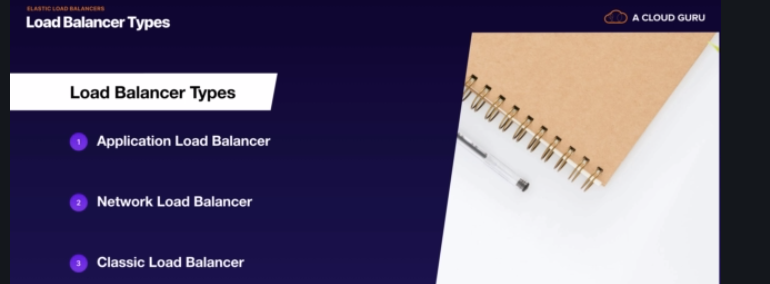 ELASTIC LOAD BALANCERS
Load Balancer Types
A CLOUD GURU
Load Balancer Types
1 Application Load Balancer
2 Network Load Balancer
3 Classic Load Balancer